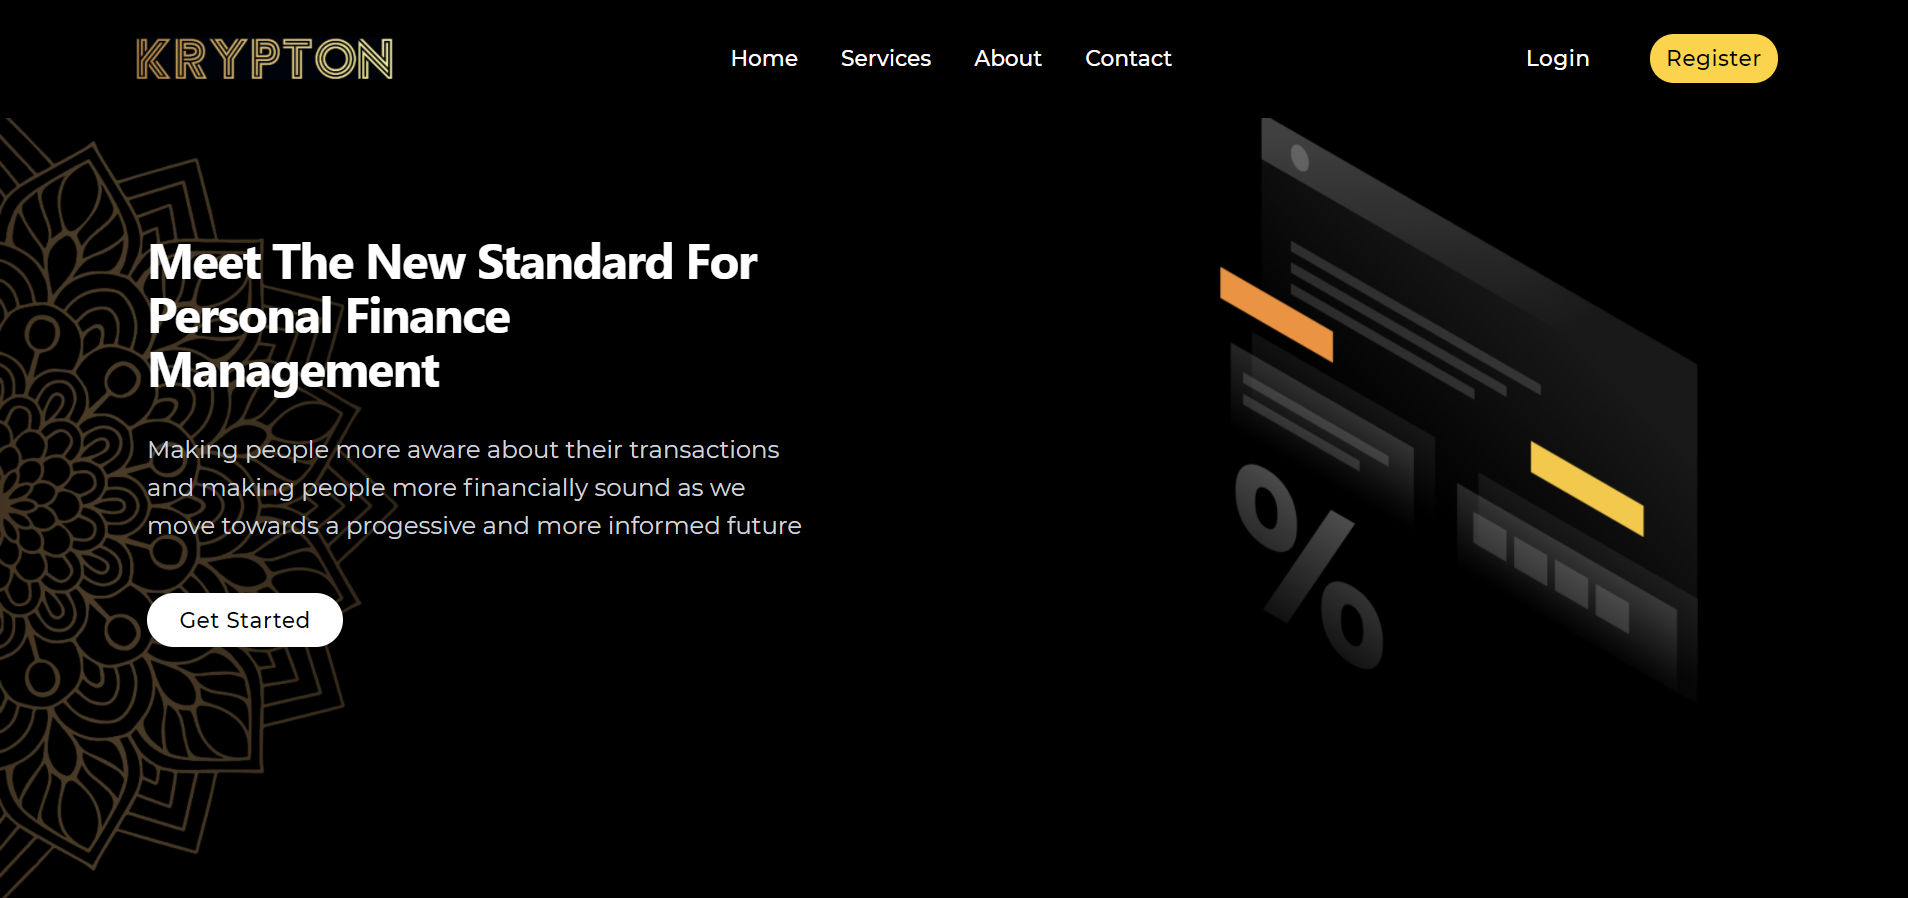 KRYPTON
Home Services About Contact
Login Register
Meet The New Standard For
Personal Finance
Management
Making people more aware about their transactions
and making people more financially sound as we
move towards a progessive and more informed future
Get Started
%